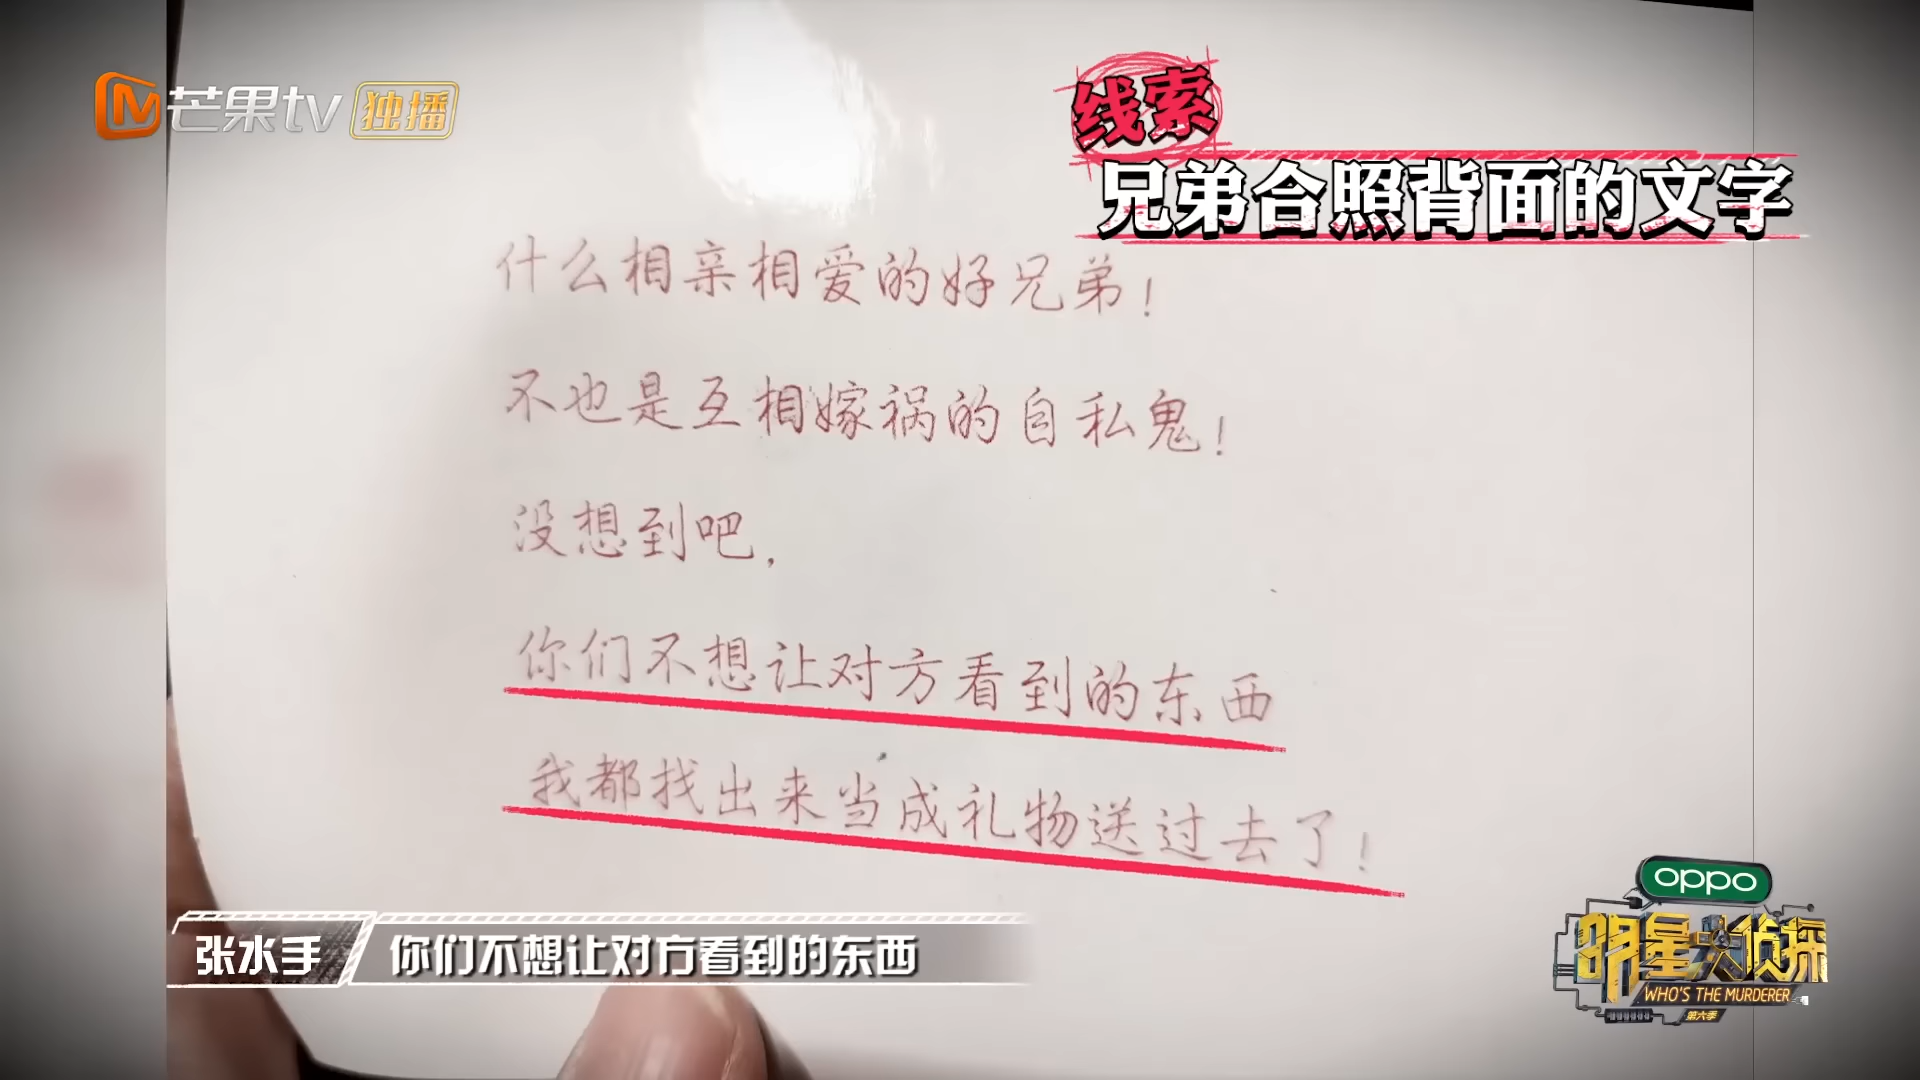 芒果tv 独播
线索
兄弟合照背面的文字
什么相亲相爱的好兄弟!
不也是互相嫁祸的自私鬼!
没想到吧,
你们不想让对方看到的东西
我都找出来当成礼物送过去了!
张水手 你们不想让对方看到的东西
oppo
明星大侦探
WHO'S THE MURDERER
第六季